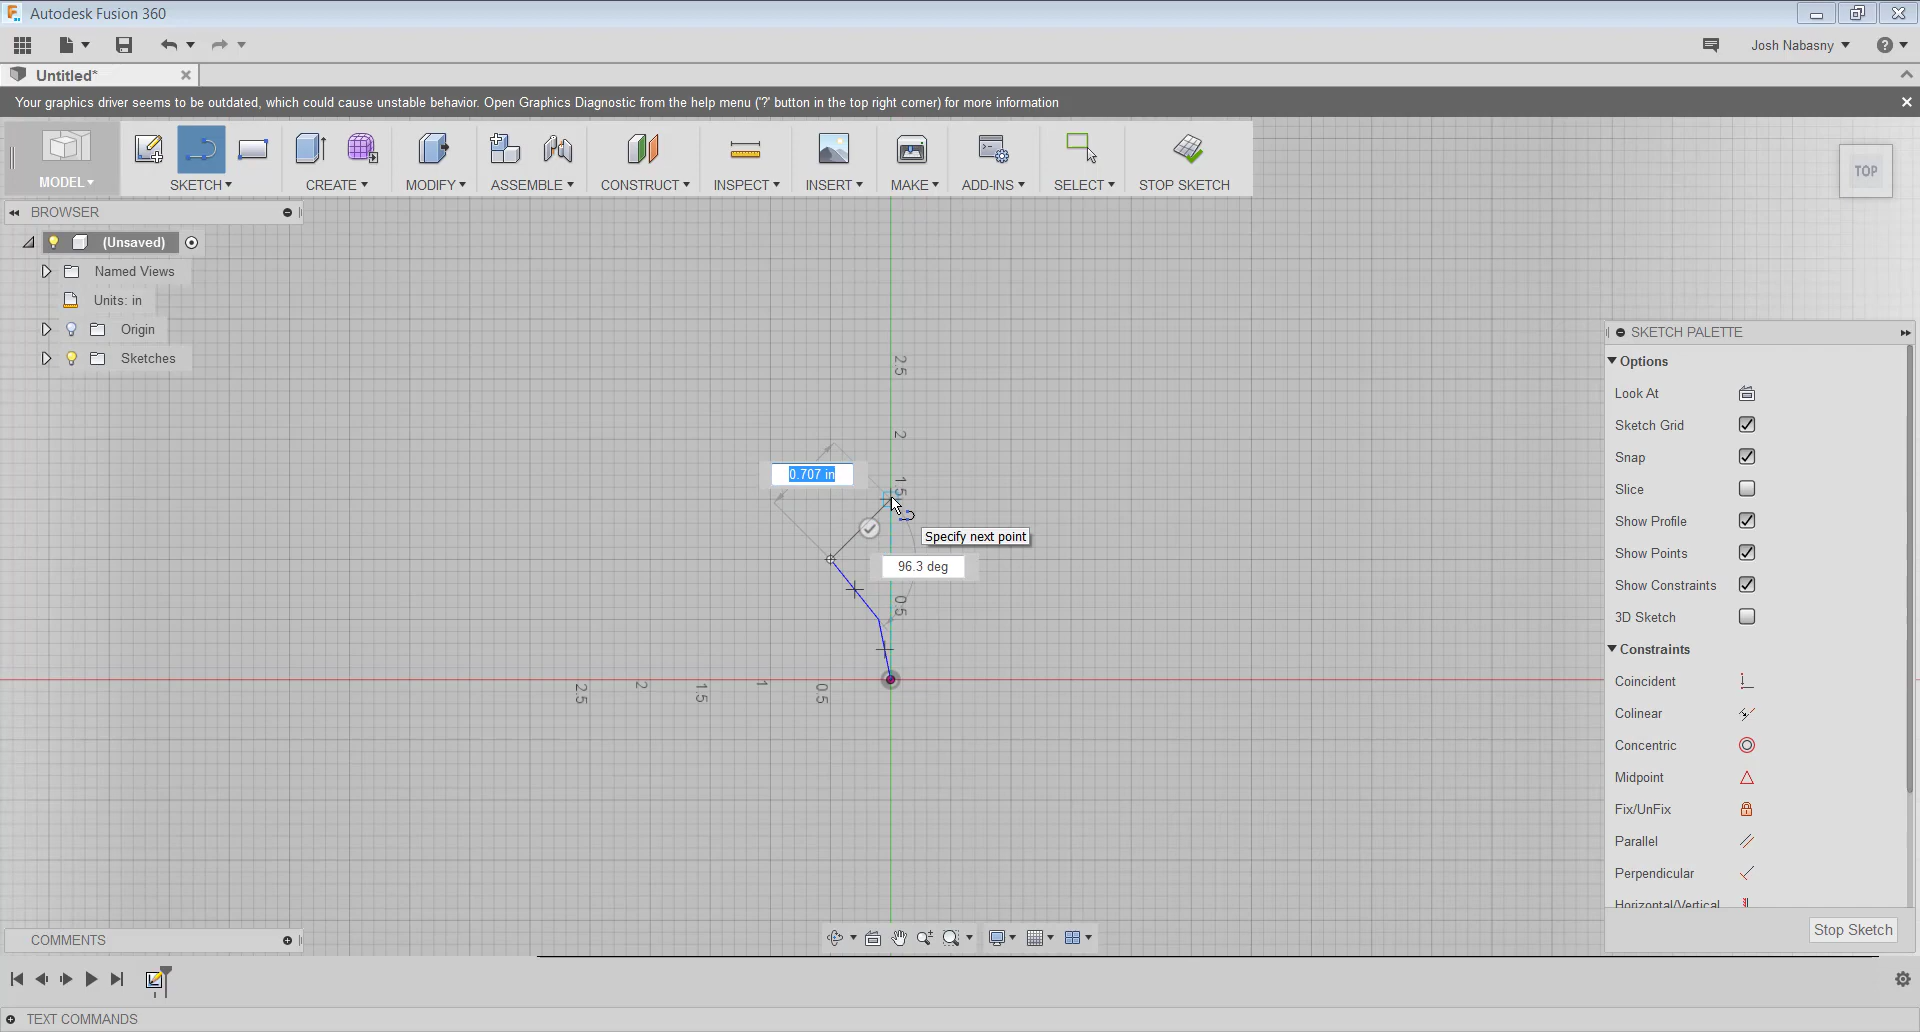 Autodesk Fusion 360
Josh Nabasny
Untitled*
Your graphics driver seems to be outdated, which could cause unstable behavior. Open Graphics Diagnostic from the help menu ('?' button in the top right corner) for more information
MODEL
SKETCH
CREATE
MODIFY
ASSEMBLE
CONSTRUCT
INSPECT
INSERT
MAKE
ADD-INS
SELECT
STOP SKETCH
TOP
BROWSER
(Unsaved)
Named Views
Units: in
Origin
Sketches
2.5
2
1.5
0.707 in
Specify next point
96.3 deg
0.5
2.5
2
1.5
1
0.5
SKETCH PALETTE
Options
Look At
Sketch Grid
Snap
Slice
Show Profile
Show Points
Show Constraints
3D Sketch
Constraints
Coincident
Colinear
Concentric
Midpoint
Fix/UnFix
Parallel
Perpendicular
Horizontal/Vertical
Stop Sketch
COMMENTS
TEXT COMMANDS